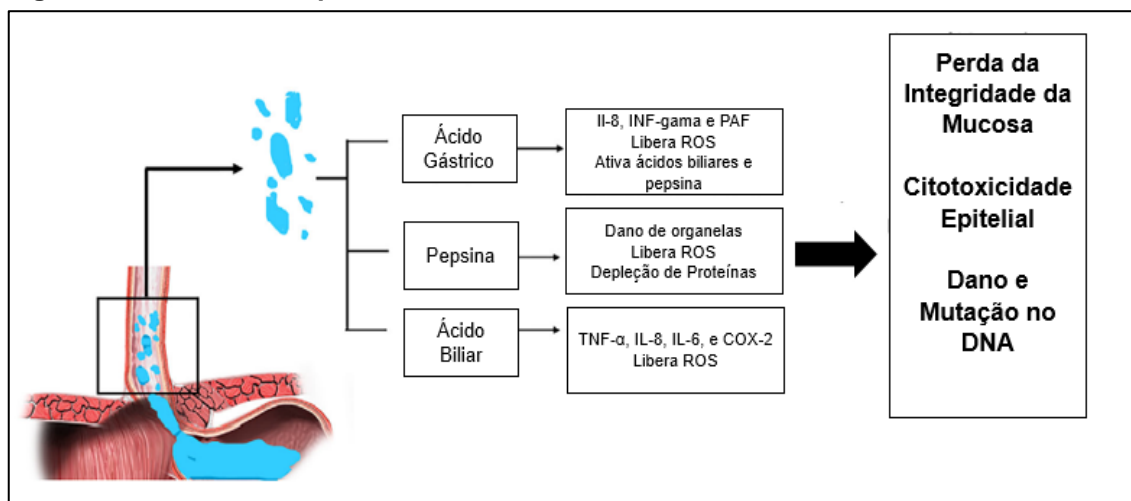 Ácido
Gástrico
Il-8, INF-gama e PAF
Libera ROS
Ativa ácidos biliares e
pepsina
Pepsina
Dano de organelas
Libera ROS
Depleção de Proteínas
Ácido
Biliar
TNF-α, IL-8, IL-6, e COX-2
Libera ROS
Perda da
Integridade da
Mucosa
Citotoxicidade
Epitelial
Dano e
Mutação no
DNA